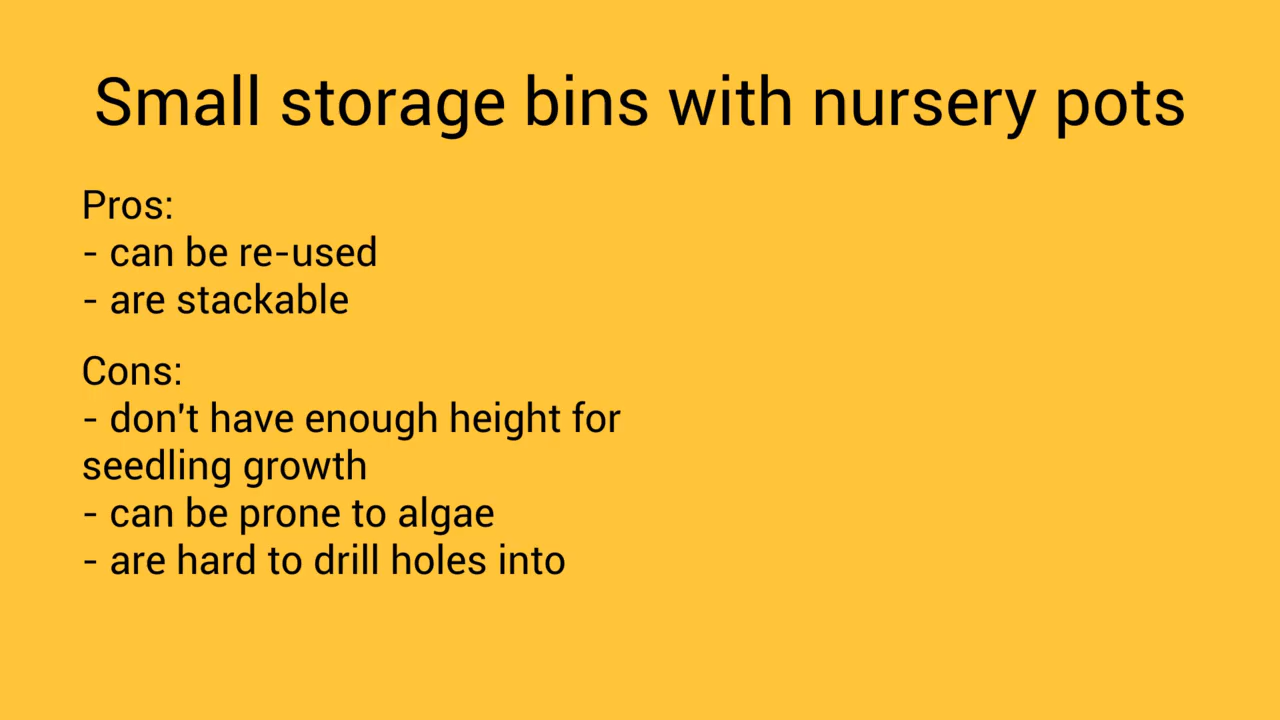 Small storage bins with nursery pots
Pros:
- can be re-used
- are stackable
Cons:
- don't have enough height for
seedling growth
- can be prone to algae
- are hard to drill holes into